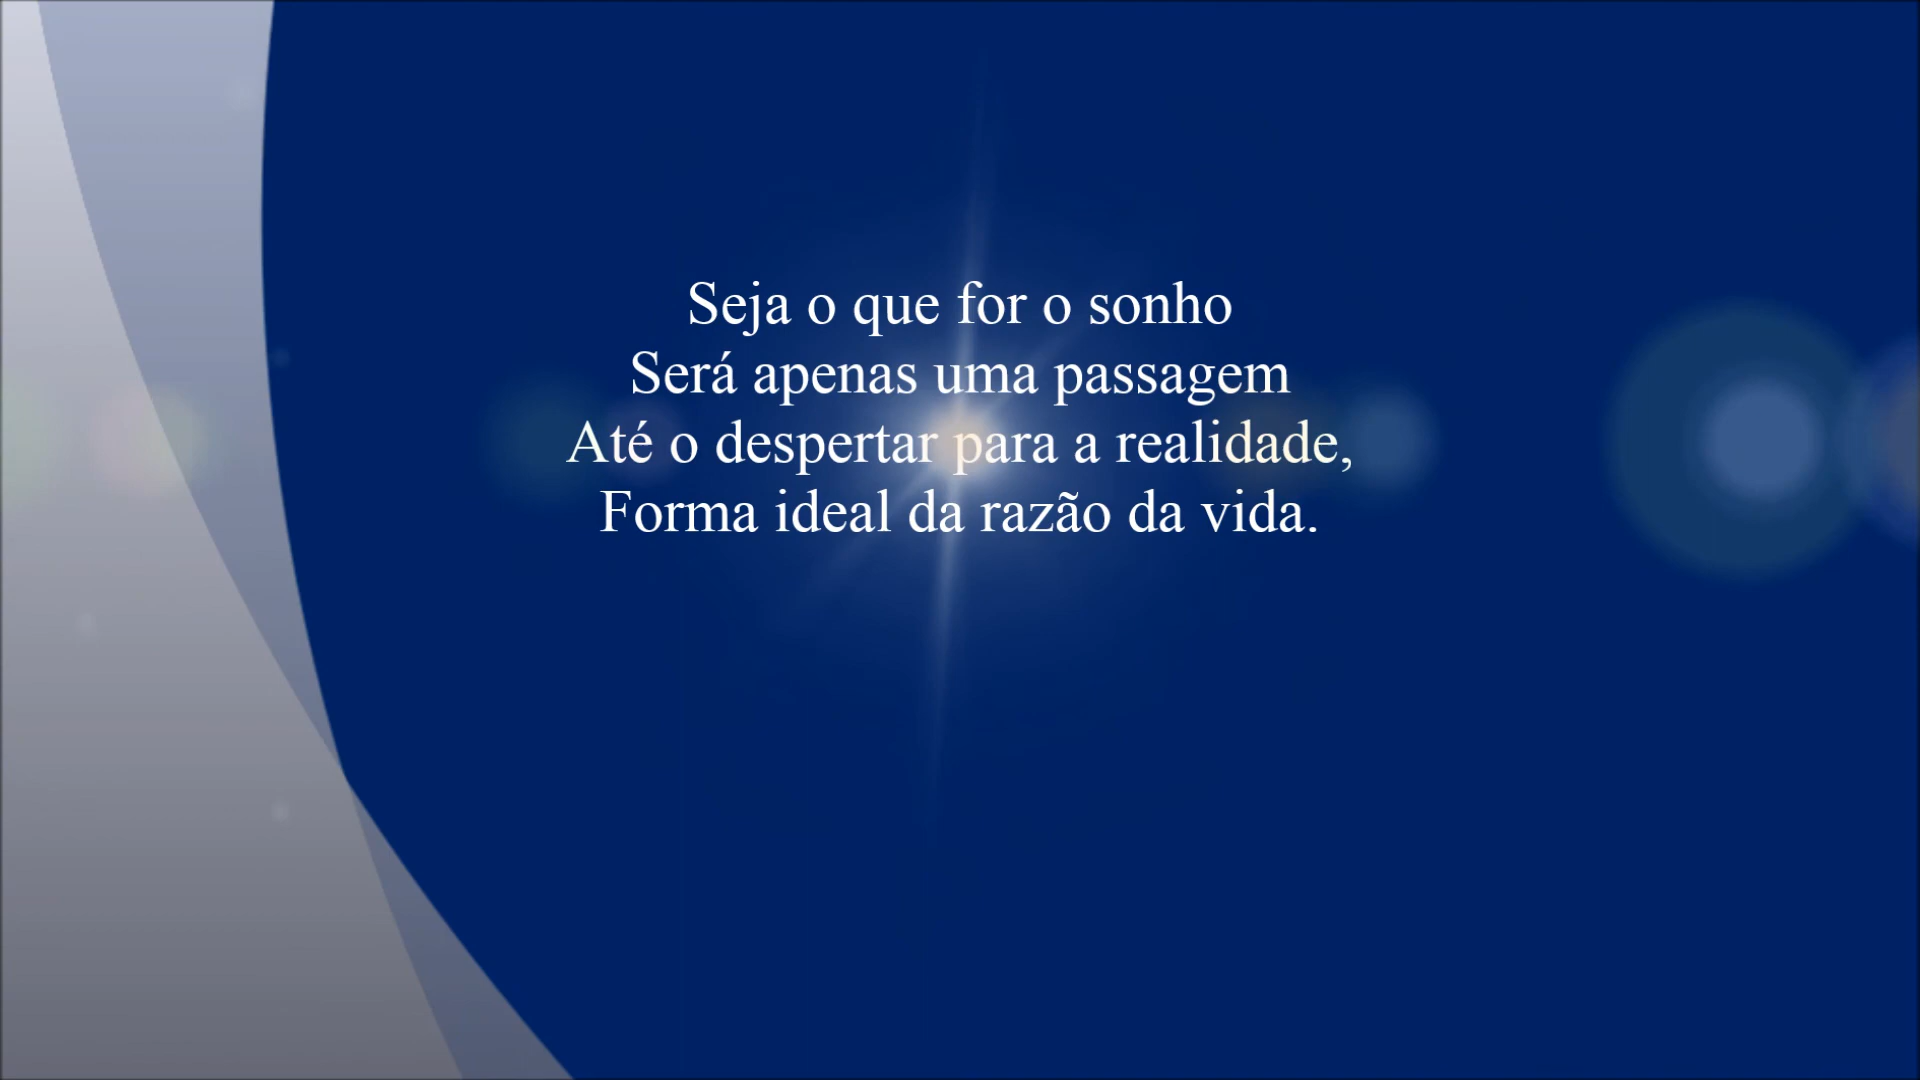 Seja o que for o sonho
Será apenas uma passagem
Até o despertar para a realidade,
Forma ideal da razão da vida.